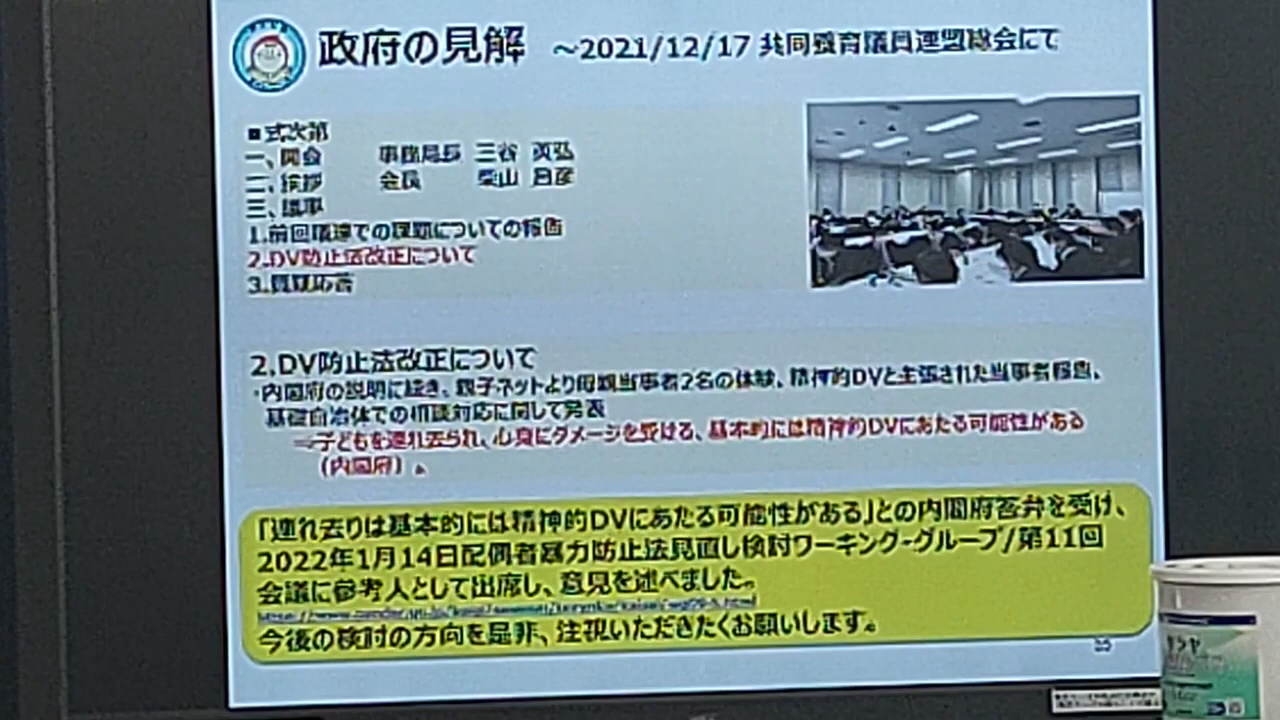 政府の見解 ～2021/12/17 共同養育議員連盟総会にて
■式次第
一、開会 事務局長 三谷 英弘
二、挨拶 会長 柴山 昌彦
三、議事
1.前回議連での課題についての報告
2.DV防止法改正について
3.質疑応答
2.DV防止法改正について
・内閣府の説明に続き、親子ネットより母親当事者2名の体験、精神的DVと主張された当事者報告、
基礎自治体での相談対応に関して発表
⇒子どもを連れ去られ、心身にダメージを受ける、基本的には精神的DVにあたる可能性がある
（内閣府）。
「連れ去りは基本的には精神的DVにあたる可能性がある」との内閣府答弁を受け、
2022年1月14日配偶者暴力防止法見直し検討ワーキング・グループ/第11回
会議に参考人として出席し、意見を述べました。
今後の検討の方向を是非、注視いただきたくお願いします。
サラヤ